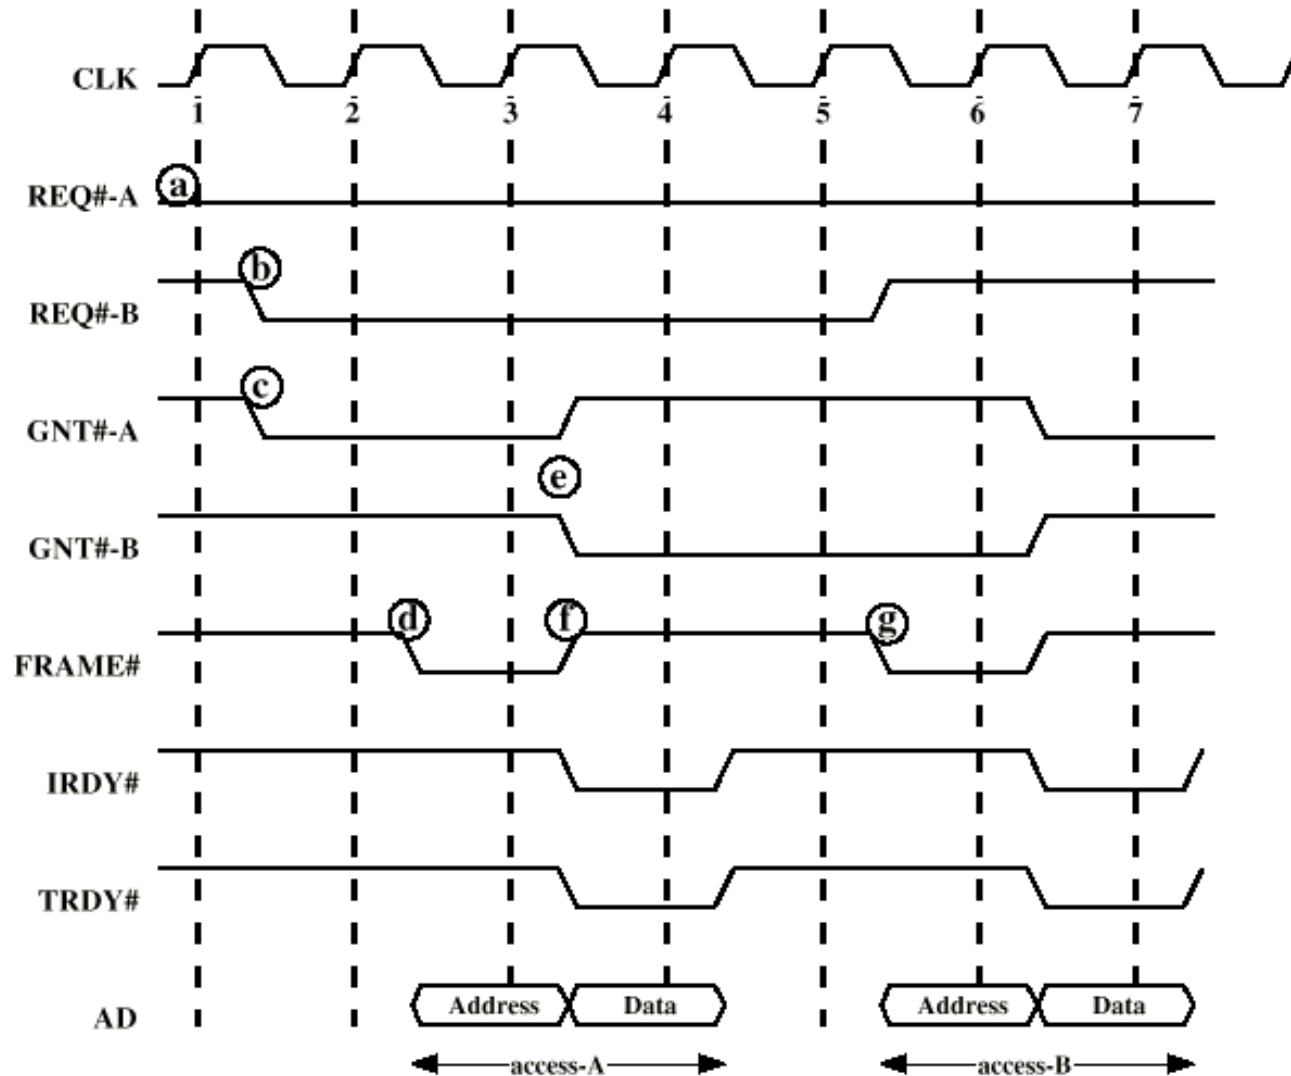 CLK
1 2 3 4 5 6 7
a
REQ#-A
b
REQ#-B
c
GNT#-A
e
GNT#-B
d f g
FRAME#
IRDY#
TRDY#
AD Address Data Address Data
access-A access-B